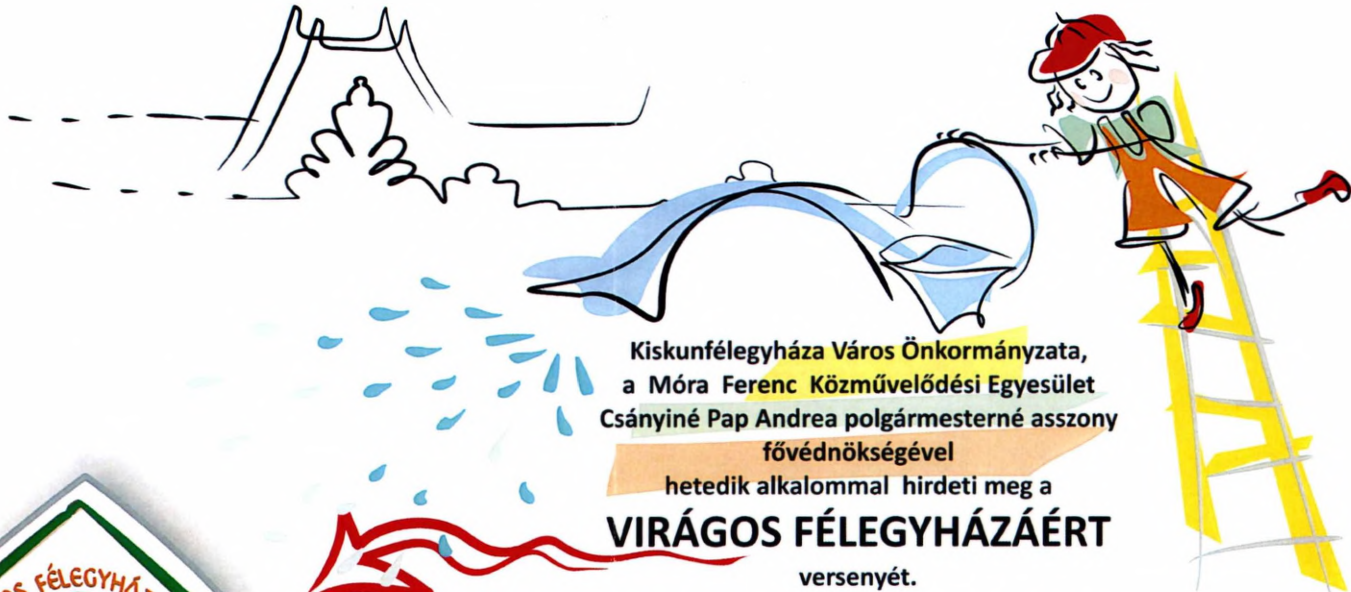 Kiskunfélegyháza Város Önkormányzata,
a Móra Ferenc Közművelődési Egyesület
Csányiné Pap Andrea polgármesterné asszony
fővédnökségével
hetedik alkalommal hirdeti meg a
VIRÁGOS FÉLEGYHÁZÁÉRT
versenyét.
FÉLEGYHÁ